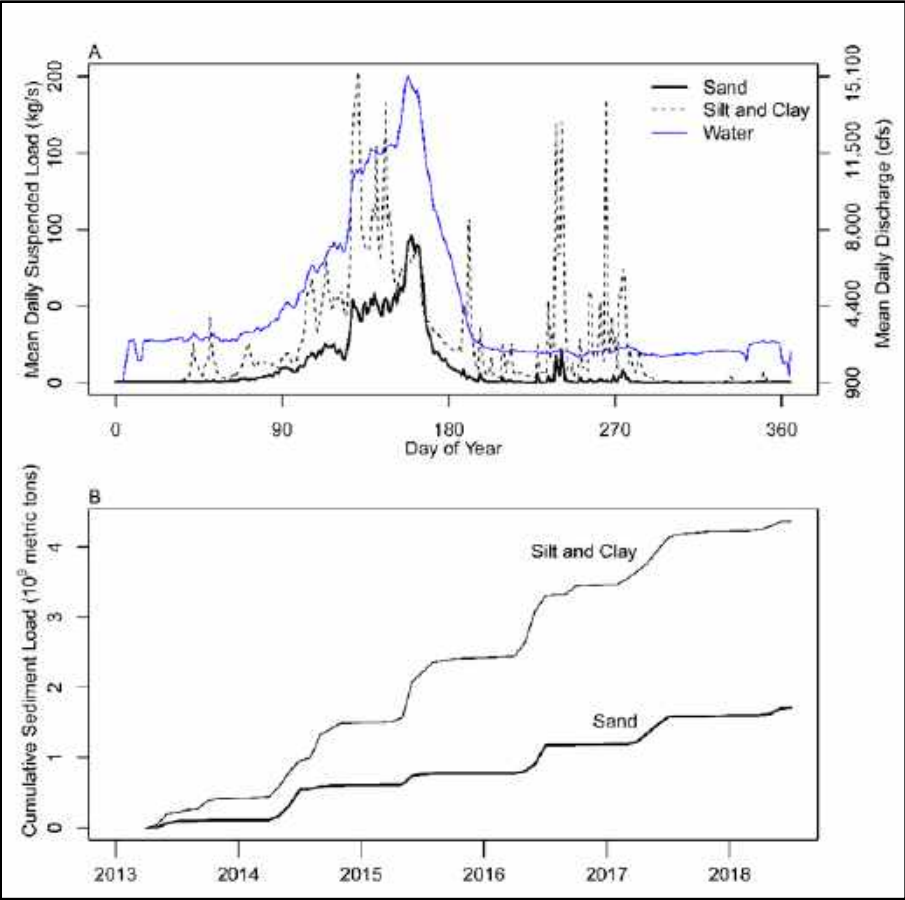 A
Mean Daily Suspended Load (kg/s)
200
100
100
0
0
Sand
Silt and Clay
Water
15,100
11,500
8,000
4,400
900
Mean Daily Discharge (cfs)
0 90 180 270 360
Day of Year
B
Cumulative Sediment Load (10⁹ metric tons)
4
3
2
1
0
Silt and Clay
Sand
2013 2014 2015 2016 2017 2018